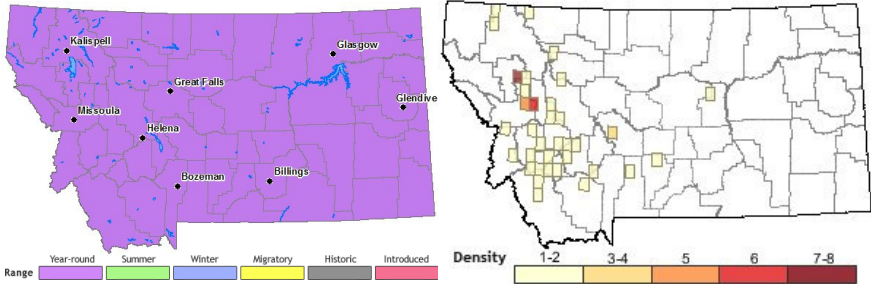 Kalispell
Glasgow
Great Falls
Glendive
Missoula
Helena
Bozeman
Billings
Range Year-round Summer Winter Migratory Historic Introduced
Density 1-2 3-4 5 6 7-8